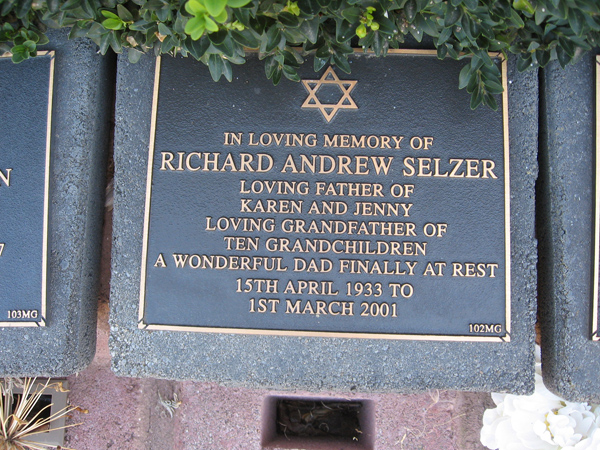 IN LOVING MEMORY OF
RICHARD ANDREW SELZER
LOVING FATHER OF
KAREN AND JENNY
LOVING GRANDFATHER OF
TEN GRANDCHILDREN
A WONDERFUL DAD FINALLY AT REST
15TH APRIL 1933 TO
1ST MARCH 2001
102MG
N
7
103MG